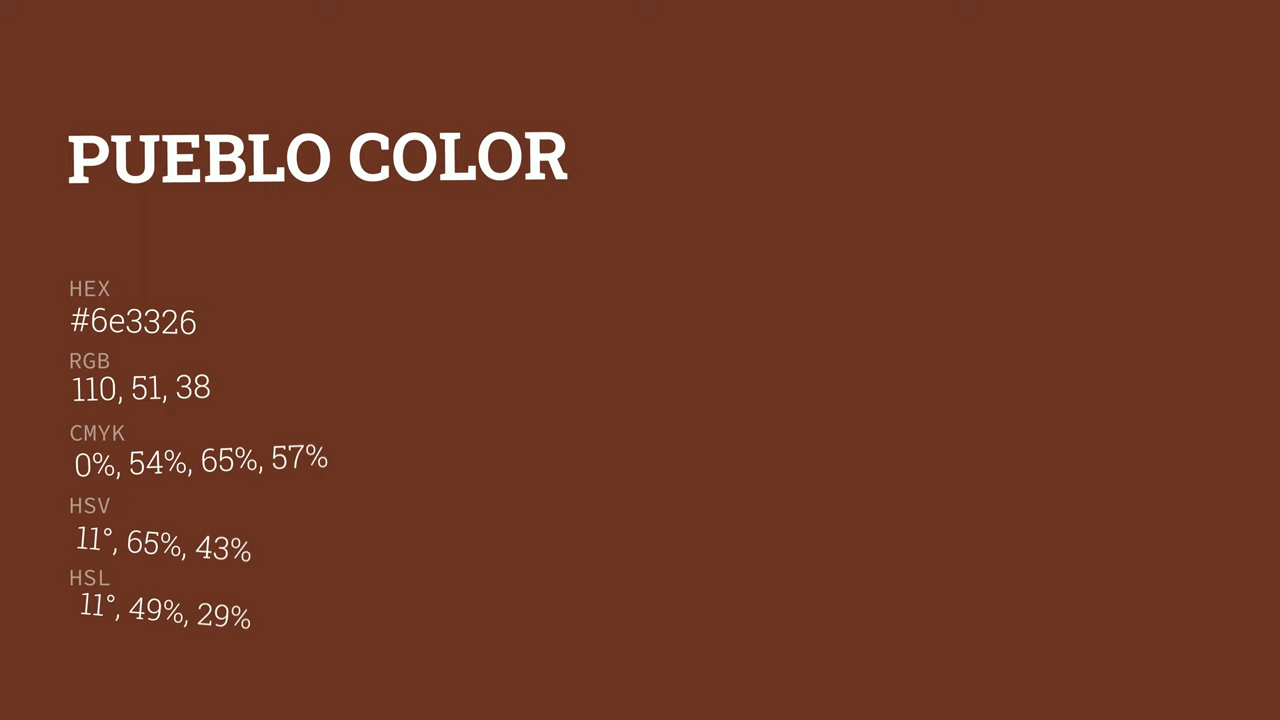 PUEBLO COLOR
HEX
#6e3326
RGB
110, 51, 38
CMYK
0%, 54%, 65%, 57%
HSV
11°, 65%, 43%
HSL
11°, 49%, 29%